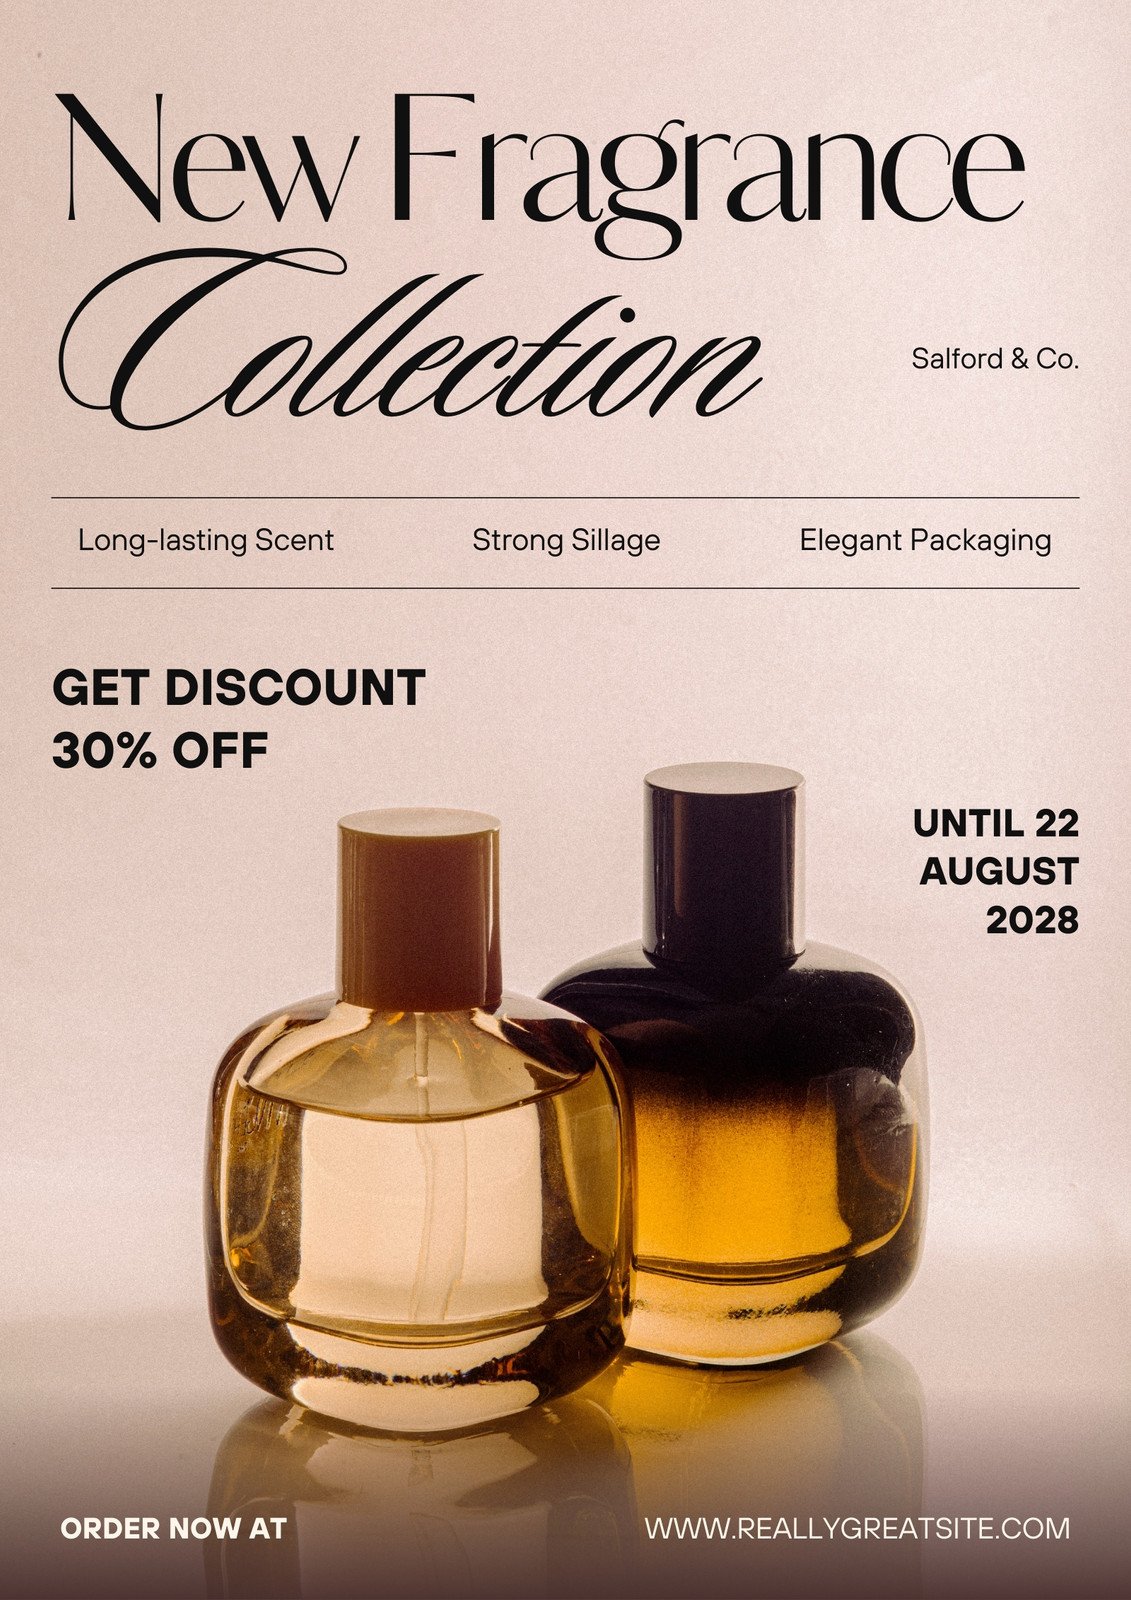 New Fragrance
Collection
Salford & Co.
Long-lasting Scent
Strong Sillage
Elegant Packaging
GET DISCOUNT
30% OFF
UNTIL 22
AUGUST
2028
ORDER NOW AT
WWW.REALLYGREATSITE.COM